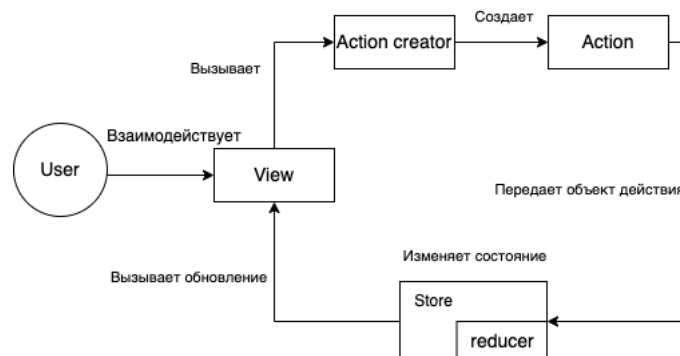 Создает
Action creator
Action
Вызывает
Взаимодействует
User
View
Передает объект действия
Изменяет состояние
Вызывает обновление
Store
reducer